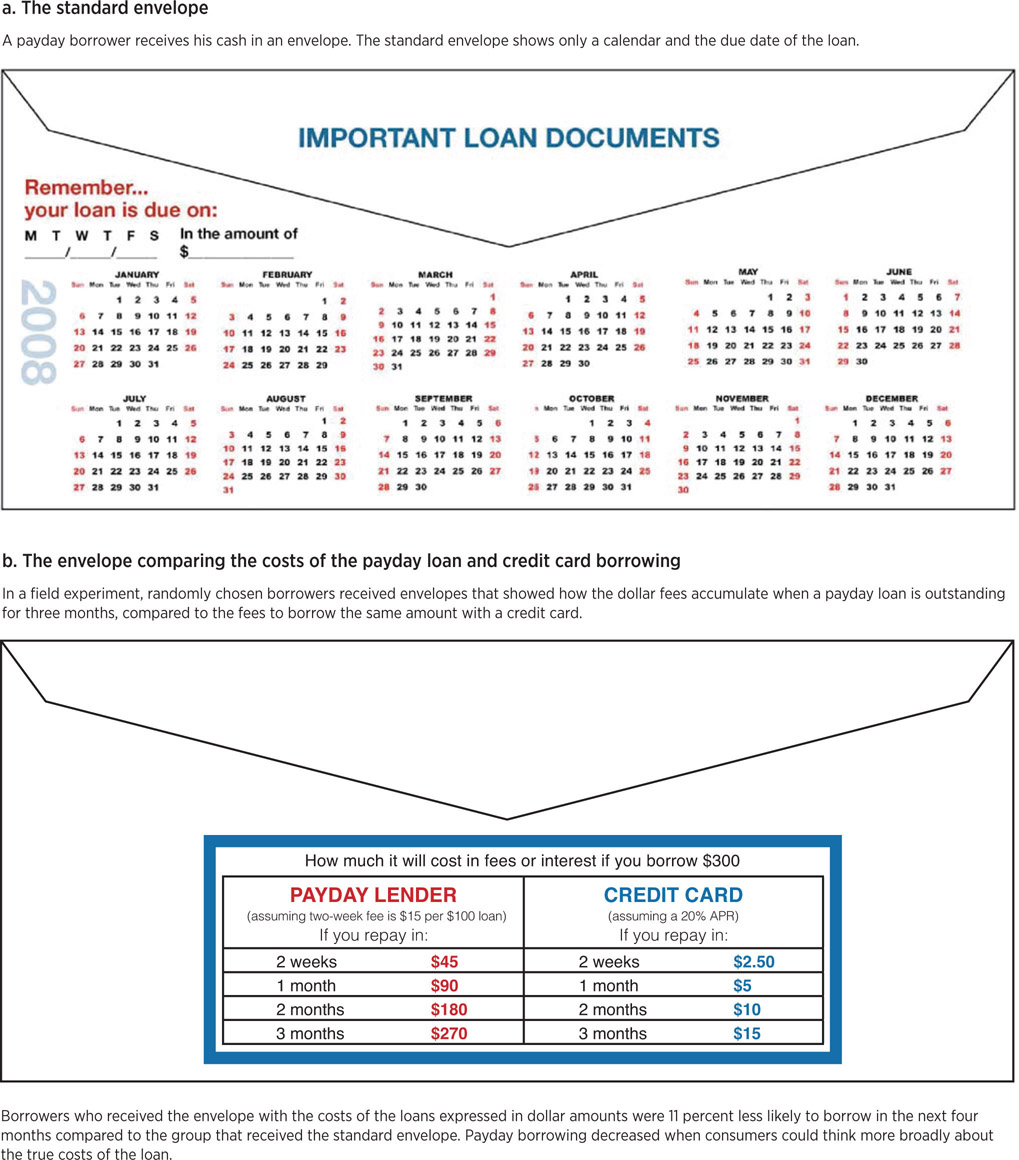 a. The standard envelope
A payday borrower receives his cash in an envelope. The standard envelope shows only a calendar and the due date of the loan.
IMPORTANT LOAN DOCUMENTS
Remember...
your loan is due on:
M T W T F S
_____/_____/_____
In the amount of
$______________
2008
JANUARY
Sun Mon Tue Wed Thu Fri Sat
1 2 3 4 5
6 7 8 9 10 11 12
13 14 15 16 17 18 19
20 21 22 23 24 25 26
27 28 29 30 31
FEBRUARY
Sun Mon Tue Wed Thu Fri Sat
1 2
3 4 5 6 7 8 9
10 11 12 13 14 15 16
17 18 19 20 21 22 23
24 25 26 27 28 29
MARCH
Sun Mon Tue Wed Thu Fri Sat
1
2 3 4 5 6 7 8
9 10 11 12 13 14 15
16 17 18 19 20 21 22
23 24 25 26 27 28 29
30 31
APRIL
Sun Mon Tue Wed Thu Fri Sat
1 2 3 4 5
6 7 8 9 10 11 12
13 14 15 16 17 18 19
20 21 22 23 24 25 26
27 28 29 30
MAY
Sun Mon Tue Wed Thu Fri Sat
1 2 3
4 5 6 7 8 9 10
11 12 13 14 15 16 17
18 19 20 21 22 23 24
25 26 27 28 29 30 31
JUNE
Sun Mon Tue Wed Thu Fri Sat
1 2 3 4 5 6 7
8 9 10 11 12 13 14
15 16 17 18 19 20 21
22 23 24 25 26 27 28
29 30
JULY
Sun Mon Tue Wed Thu Fri Sat
1 2 3 4 5
6 7 8 9 10 11 12
13 14 15 16 17 18 19
20 21 22 23 24 25 26
27 28 29 30 31
AUGUST
Sun Mon Tue Wed Thu Fri Sat
1 2
3 4 5 6 7 8 9
10 11 12 13 14 15 16
17 18 19 20 21 22 23
24 25 26 27 28 29 30
31
SEPTEMBER
Sun Mon Tue Wed Thu Fri Sat
1 2 3 4 5 6
7 8 9 10 11 12 13
14 15 16 17 18 19 20
21 22 23 24 25 26 27
28 29 30
OCTOBER
Mon Tue Wed Thu Fri Sat
1 2 3 4
5 6 7 8 9 10 11
12 13 14 15 16 17 18
19 20 21 22 23 24 25
26 27 28 29 30 31
NOVEMBER
Sun Mon Tue Wed Thu Fri Sat
1
2 3 4 5 6 7 8
9 10 11 12 13 14 15
16 17 18 19 20 21 22
23 24 25 26 27 28 29
30
DECEMBER
Sun Mon Tue Wed Thu Fri Sat
1 2 3 4 5 6
7 8 9 10 11 12 13
14 15 16 17 18 19 20
21 22 23 24 25 26 27
28 29 30 31
b. The envelope comparing the costs of the payday loan and credit card borrowing
In a field experiment, randomly chosen borrowers received envelopes that showed how the dollar fees accumulate when a payday loan is outstanding
for three months, compared to the fees to borrow the same amount with a credit card.
How much it will cost in fees or interest if you borrow $300
PAYDAY LENDER
(assuming two-week fee is $15 per $100 loan)
If you repay in:
2 weeks $45
1 month $90
2 months $180
3 months $270
CREDIT CARD
(assuming a 20% APR)
If you repay in:
2 weeks $2.50
1 month $5
2 months $10
3 months $15
Borrowers who received the envelope with the costs of the loans expressed in dollar amounts were 11 percent less likely to borrow in the next four
months compared to the group that received the standard envelope. Payday borrowing decreased when consumers could think more broadly about
the true costs of the loan.